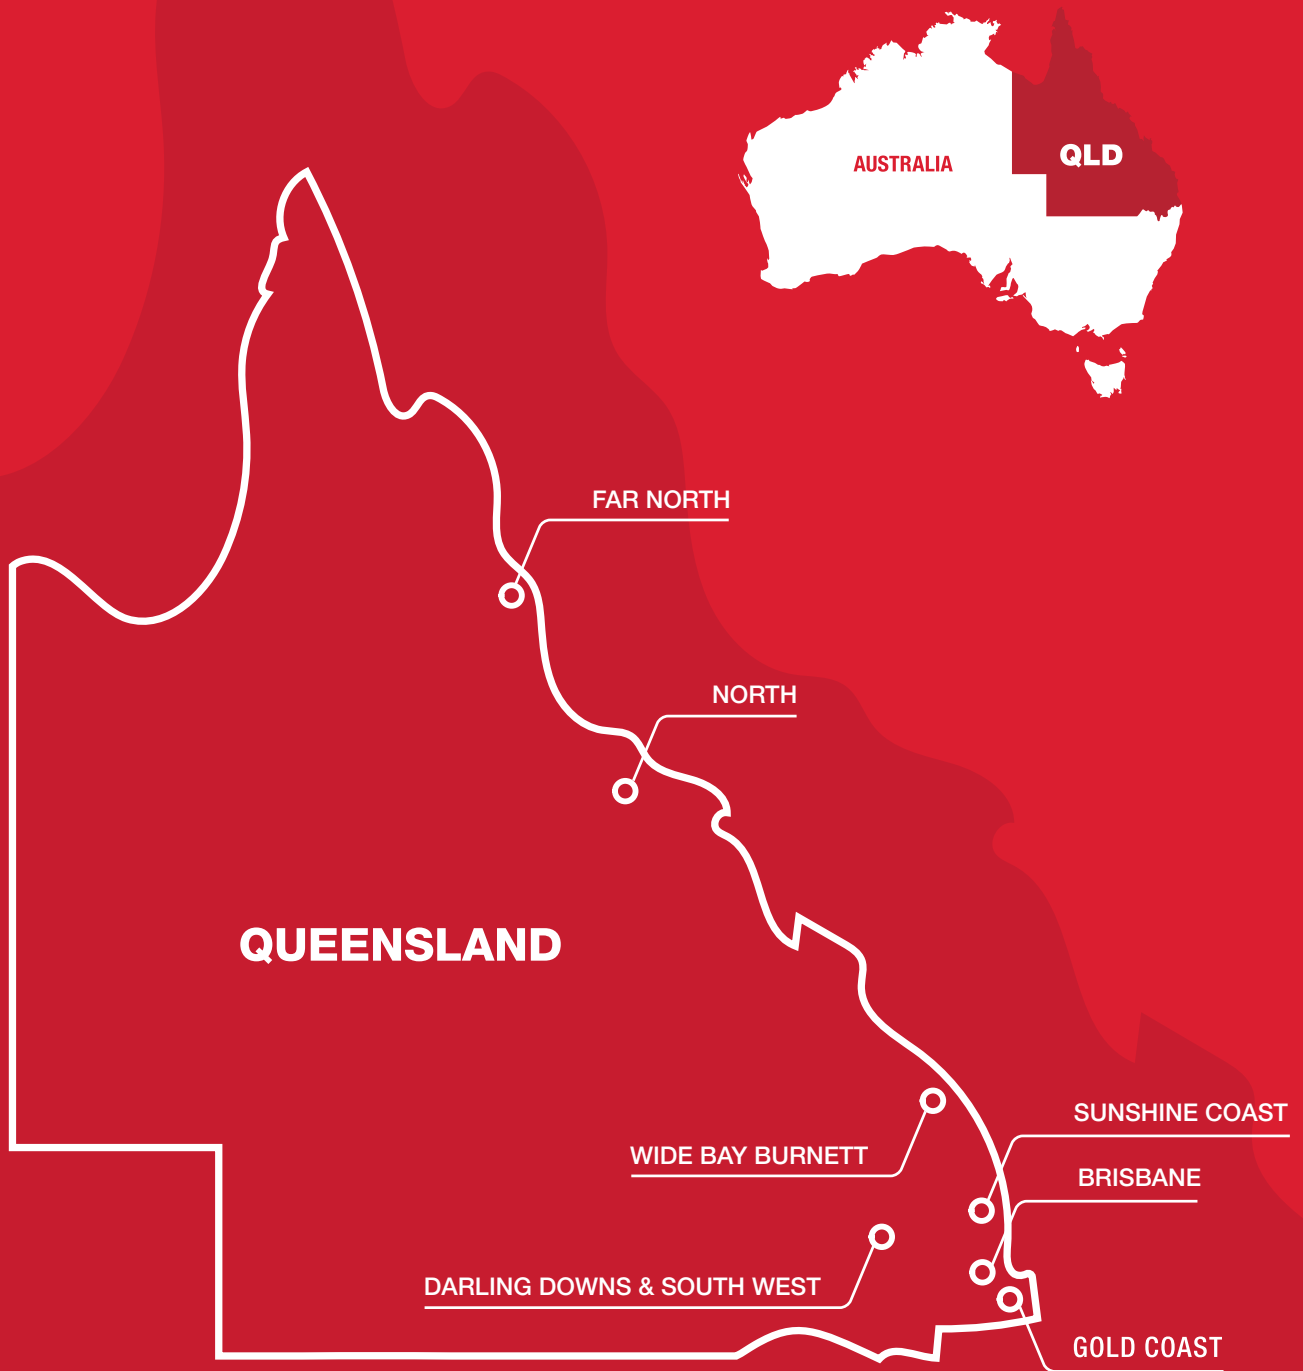 QLD
AUSTRALIA
FAR NORTH
NORTH
QUEENSLAND
SUNSHINE COAST
WIDE BAY BURNETT
BRISBANE
DARLING DOWNS & SOUTH WEST
GOLD COAST